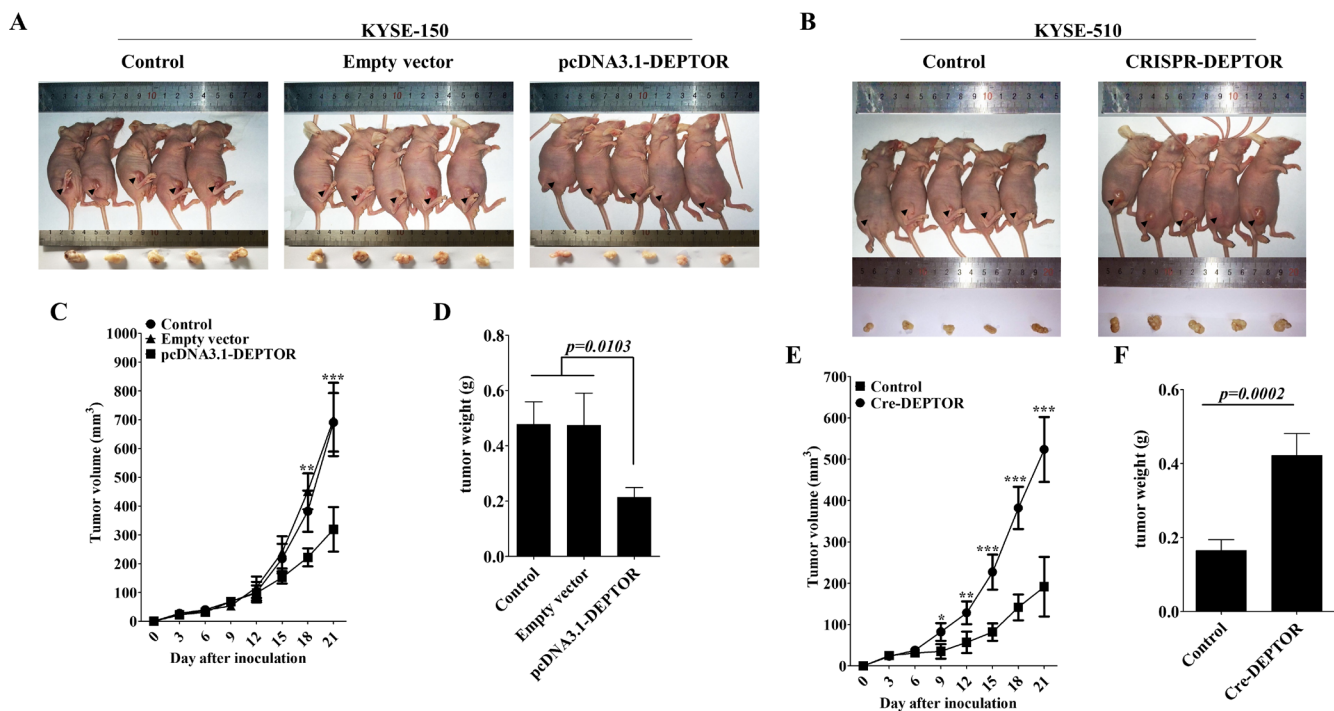 A
KYSE-150
Control
Empty vector
pcDNA3.1-DEPTOR
B
KYSE-510
Control
CRISPR-DEPTOR
C
Control
Empty vector
pcDNA3.1-DEPTOR
Tumor volume (mm3)
1000
900
800
700
600
500
400
300
200
100
0
**
***
0 3 6 9 12 15 18 21
Day after inoculation
D
tumor weight (g)
0.8
0.6
0.4
0.2
0.0
p=0.0103
Control
Empty vector
pcDNA3.1-DEPTOR
E
Control
Cre-DEPTOR
Tumor volume (mm3)
700
600
500
400
300
200
100
0
*
**
***
***
***
0 3 6 9 12 15 18 21
Day after inoculation
F
tumor weight (g)
0.6
0.4
0.2
0.0
p=0.0002
Control
Cre-DEPTOR